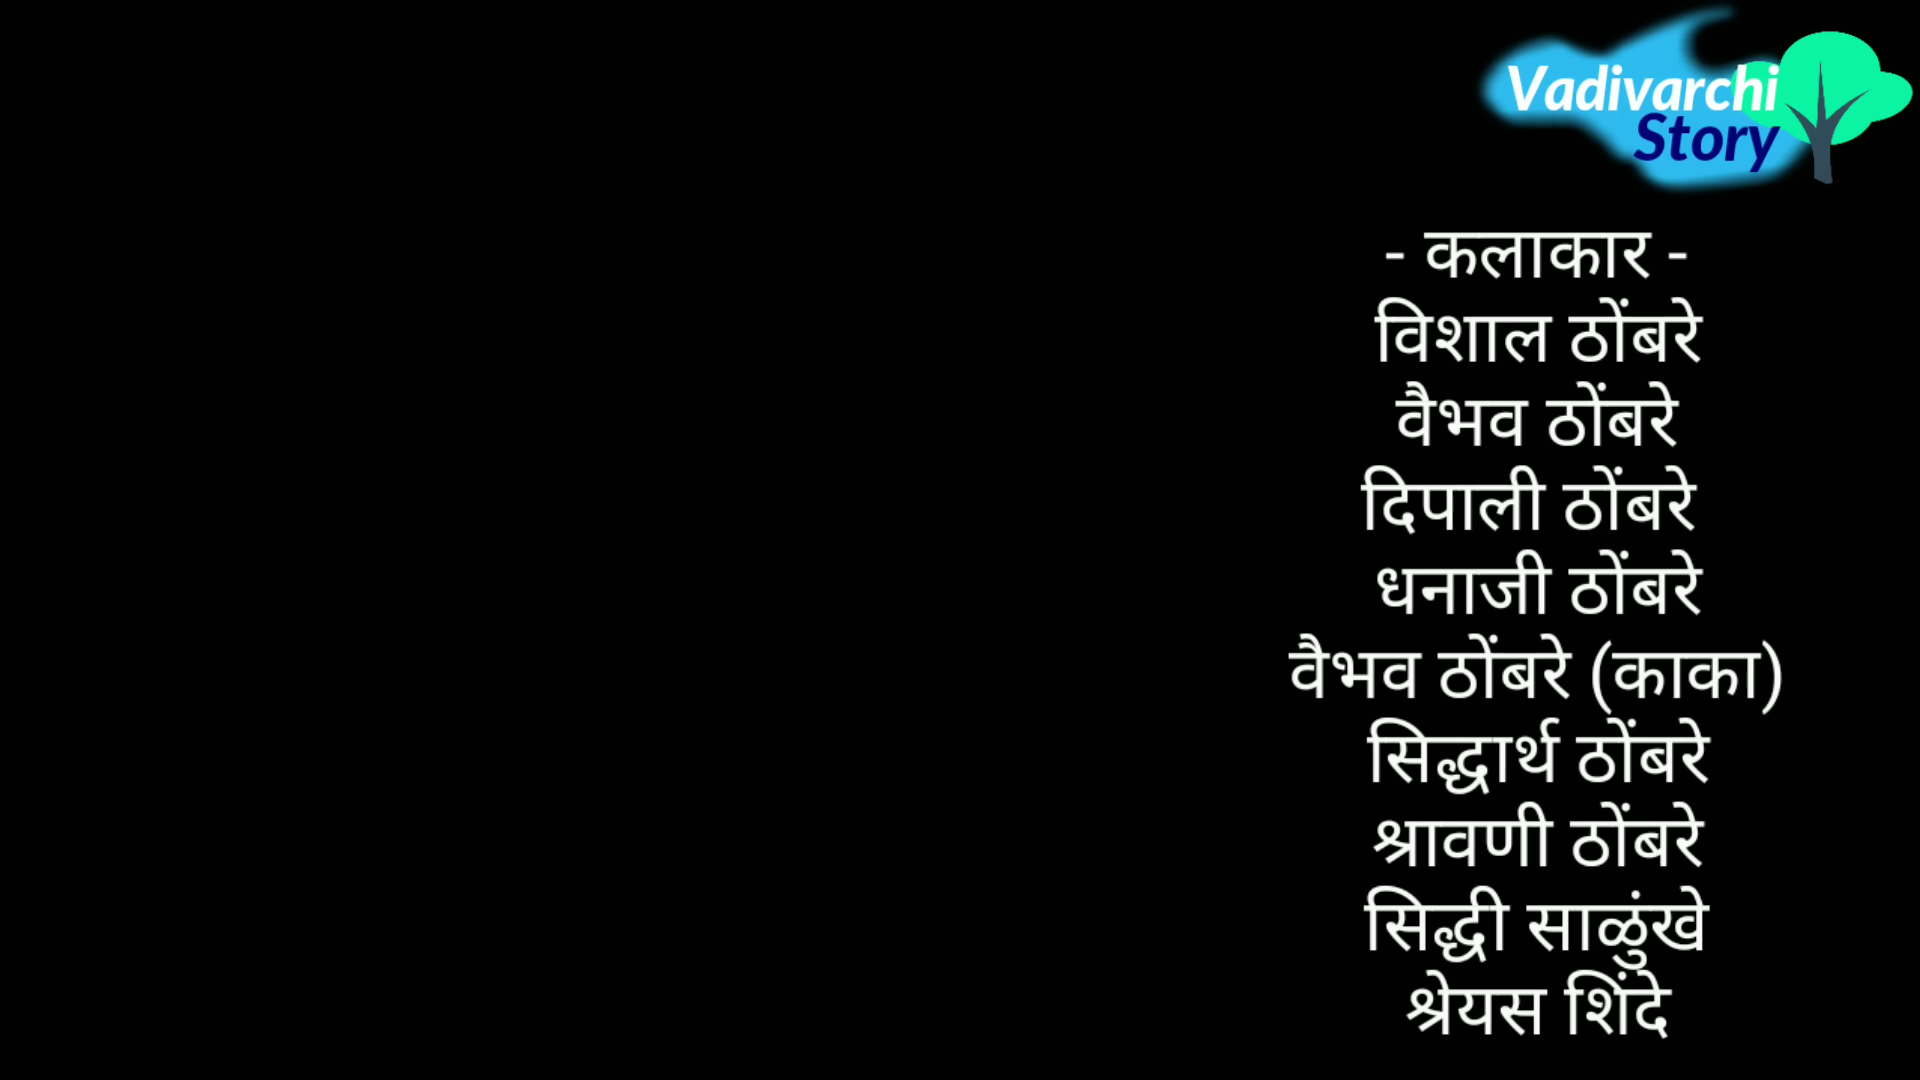 Vadivarchi
Story
- कलाकार -
विशाल ठोंबरे
वैभव ठोंबरे
दिपाली ठोंबरे
धनाजी ठोंबरे
वैभव ठोंबरे (काका)
सिद्धार्थ ठोंबरे
श्रावणी ठोंबरे
सिद्धी साळुंखे
श्रेयस शिंदे